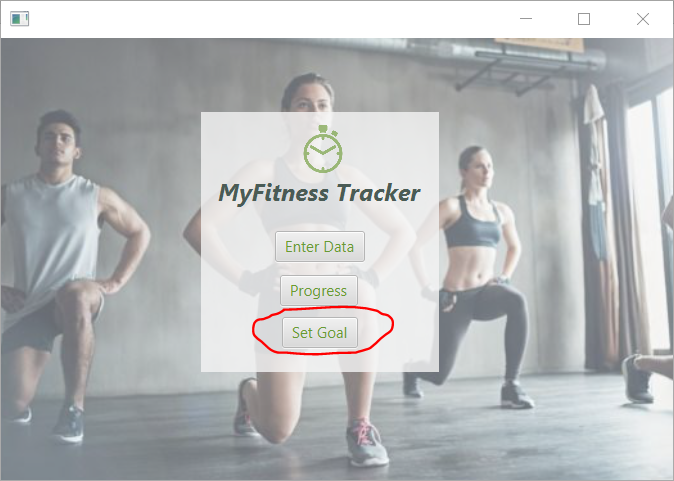 MyFitness Tracker
Enter Data
Progress
Set Goal